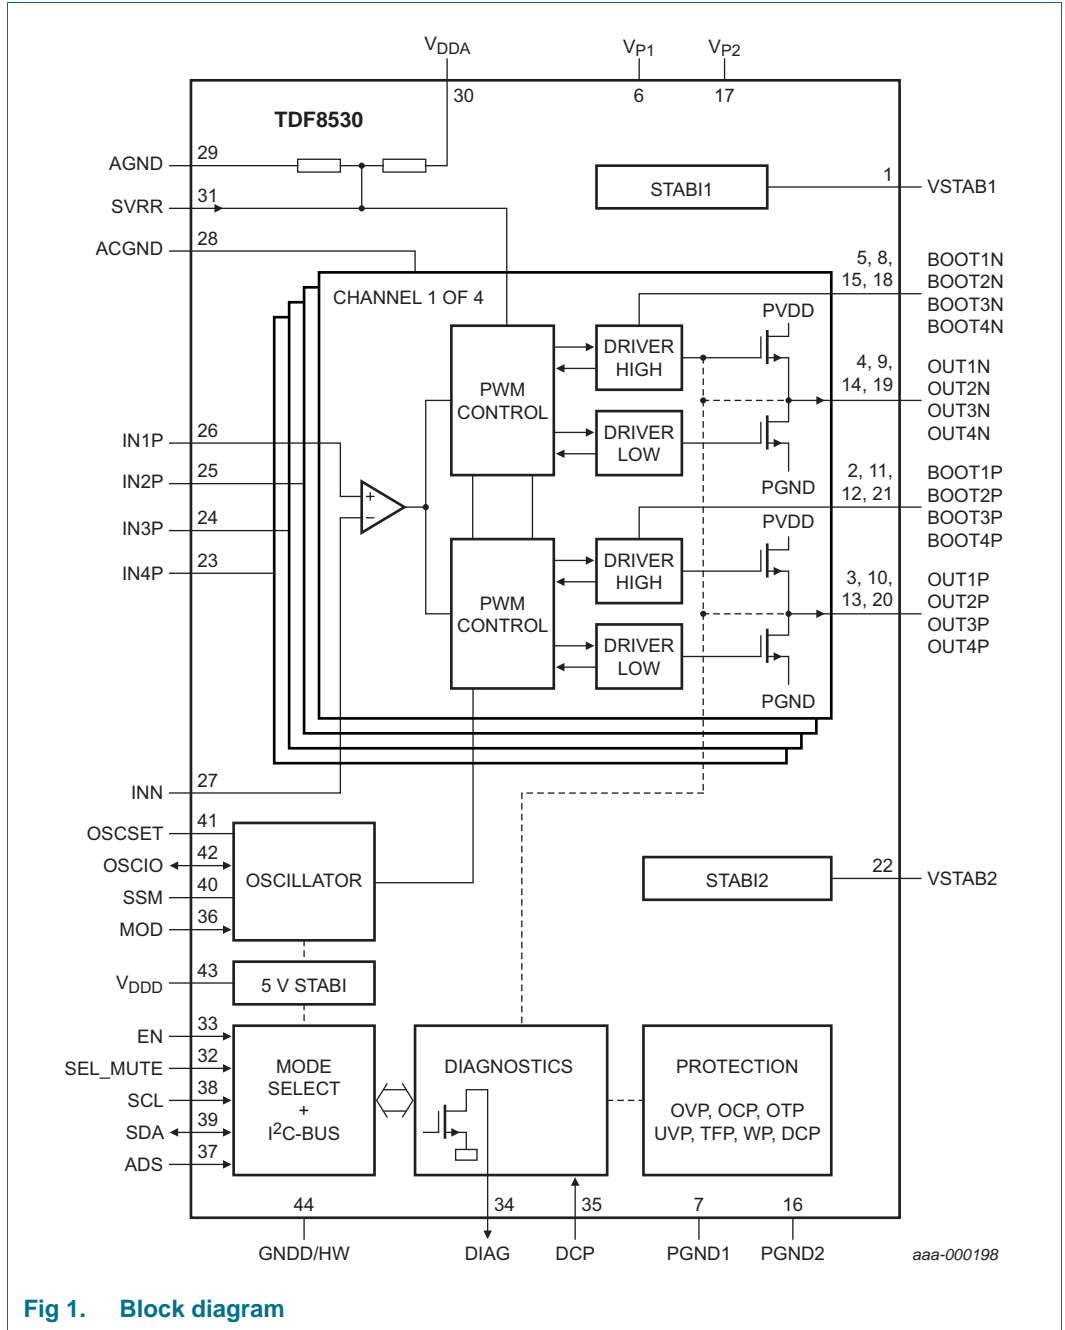 VDDA
VP1
VP2
30
6
17
TDF8530
AGND
29
SVRR
31
ACGND
28
STABI1
1
VSTAB1
CHANNEL 1 OF 4
5, 8,
15, 18
BOOT1N
BOOT2N
BOOT3N
BOOT4N
PVDD
DRIVER
HIGH
PWM
CONTROL
4, 9,
14, 19
OUT1N
OUT2N
OUT3N
OUT4N
DRIVER
LOW
PGND
IN1P
26
IN2P
25
IN3P
24
IN4P
23
+
−
2, 11,
12, 21
BOOT1P
BOOT2P
BOOT3P
BOOT4P
PVDD
DRIVER
HIGH
PWM
CONTROL
3, 10,
13, 20
OUT1P
OUT2P
OUT3P
OUT4P
DRIVER
LOW
PGND
INN
27
OSCSET
41
OSCIO
42
SSM
40
MOD
36
OSCILLATOR
STABI2
22
VSTAB2
VDDD
43
5 V STABI
EN
33
SEL_MUTE
32
SCL
38
SDA
39
ADS
37
MODE
SELECT
+
I2C-BUS
DIAGNOSTICS
PROTECTION
OVP, OCP, OTP
UVP, TFP, WP, DCP
44
34
35
7
16
GNDD/HW
DIAG
DCP
PGND1
PGND2
aaa-000198
Fig 1. Block diagram